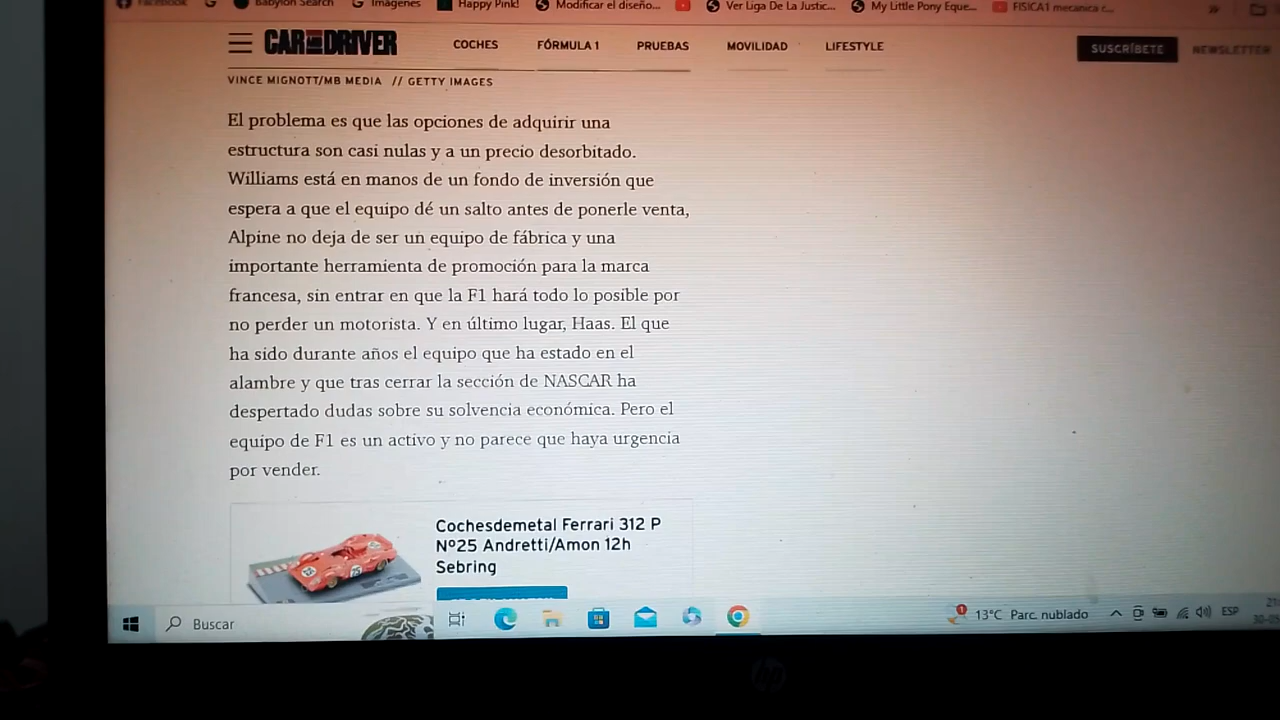 Facebook G Babylon Search G Imágenes Happy Pink! Modificar el diseño... Ver Liga De La Justic... My Little Pony Eque... FISICA1 mecanica c... »
CAR AND DRIVER COCHES FÓRMULA 1 PRUEBAS MOVILIDAD LIFESTYLE SUSCRÍBETE NEWSLETTER
VINCE MIGNOTT/MB MEDIA // GETTY IMAGES
El problema es que las opciones de adquirir una
estructura son casi nulas y a un precio desorbitado.
Williams está en manos de un fondo de inversión que
espera a que el equipo dé un salto antes de ponerle venta,
Alpine no deja de ser un equipo de fábrica y una
importante herramienta de promoción para la marca
francesa, sin entrar en que la F1 hará todo lo posible por
no perder un motorista. Y en último lugar, Haas. El que
ha sido durante años el equipo que ha estado en el
alambre y que tras cerrar la sección de NASCAR ha
despertado dudas sobre su solvencia económica. Pero el
equipo de F1 es un activo y no parece que haya urgencia
por vender.
Cochesdemetal Ferrari 312 P
Nº25 Andretti/Amon 12h
Sebring
25
Buscar 1 13°C Parc. nublado ESP
hp